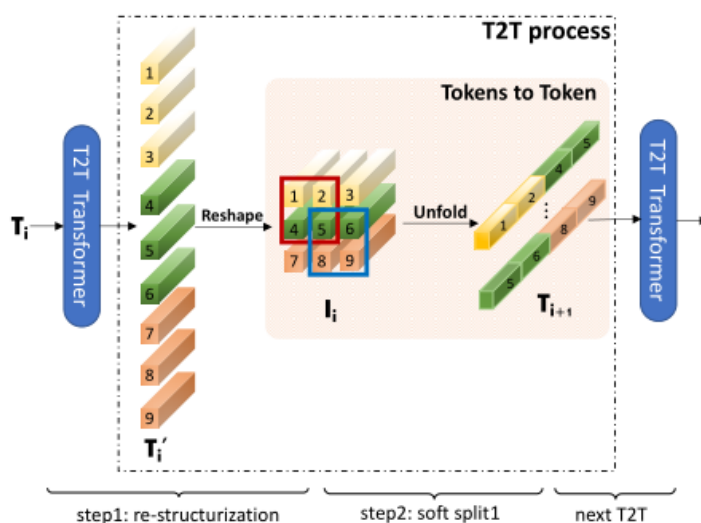 T2T process
Tokens to Token
T2T Transformer
T2T Transformer
Tᵢ
1
2
3
4
5
6
7
8
9
Tᵢ′
Reshape
1 2 3
4 5 6
7 8 9
Iᵢ
Unfold
1 2 4 5
⋮
5 6 8 9
Tᵢ₊₁
step1: re-structurization
step2: soft split1
next T2T